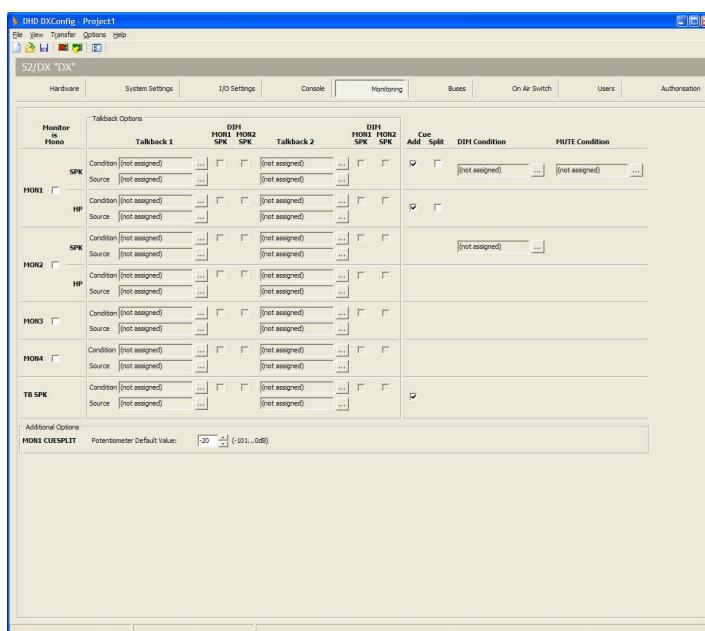 DHD DXConfig - Project1
File View Transfer Options Help
52/DX "DX"
Hardware System Settings I/O Settings Console Monitoring Buses On Air Switch Users Authorisation
Talkback Options
Monitor is Mono
Talkback 1 DIM MON1 SPK MON2 SPK Talkback 2 DIM MON1 SPK MON2 SPK Cue Add Split DIM Condition MUTE Condition
MON1
SPK Condition (not assigned) ... (not assigned) ... (not assigned) ... (not assigned) ...
Source (not assigned) ... (not assigned) ...
HP Condition (not assigned) ... (not assigned) ...
Source (not assigned) ... (not assigned) ...
MON2
SPK Condition (not assigned) ... (not assigned) ... (not assigned) ...
Source (not assigned) ... (not assigned) ...
HP Condition (not assigned) ... (not assigned) ...
Source (not assigned) ... (not assigned) ...
MON3 Condition (not assigned) ... (not assigned) ...
Source (not assigned) ... (not assigned) ...
MON4 Condition (not assigned) ... (not assigned) ...
Source (not assigned) ... (not assigned) ...
TB SPK Condition (not assigned) ... (not assigned) ...
Source (not assigned) ... (not assigned) ...
Additional Options
MON1 CUESPLIT Potentiometer Default Value: -20 (-101...0dB)